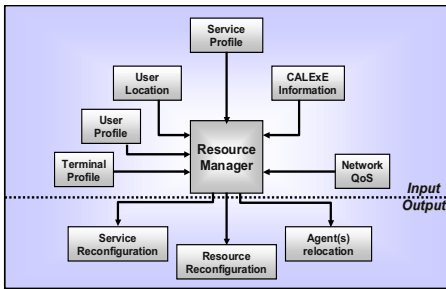 Service
Profile
User
Location
CALExE
Information
User
Profile
Resource
Manager
Terminal
Profile
Network
QoS
Input
Output
Service
Reconfiguration
Resource
Reconfiguration
Agent(s)
relocation